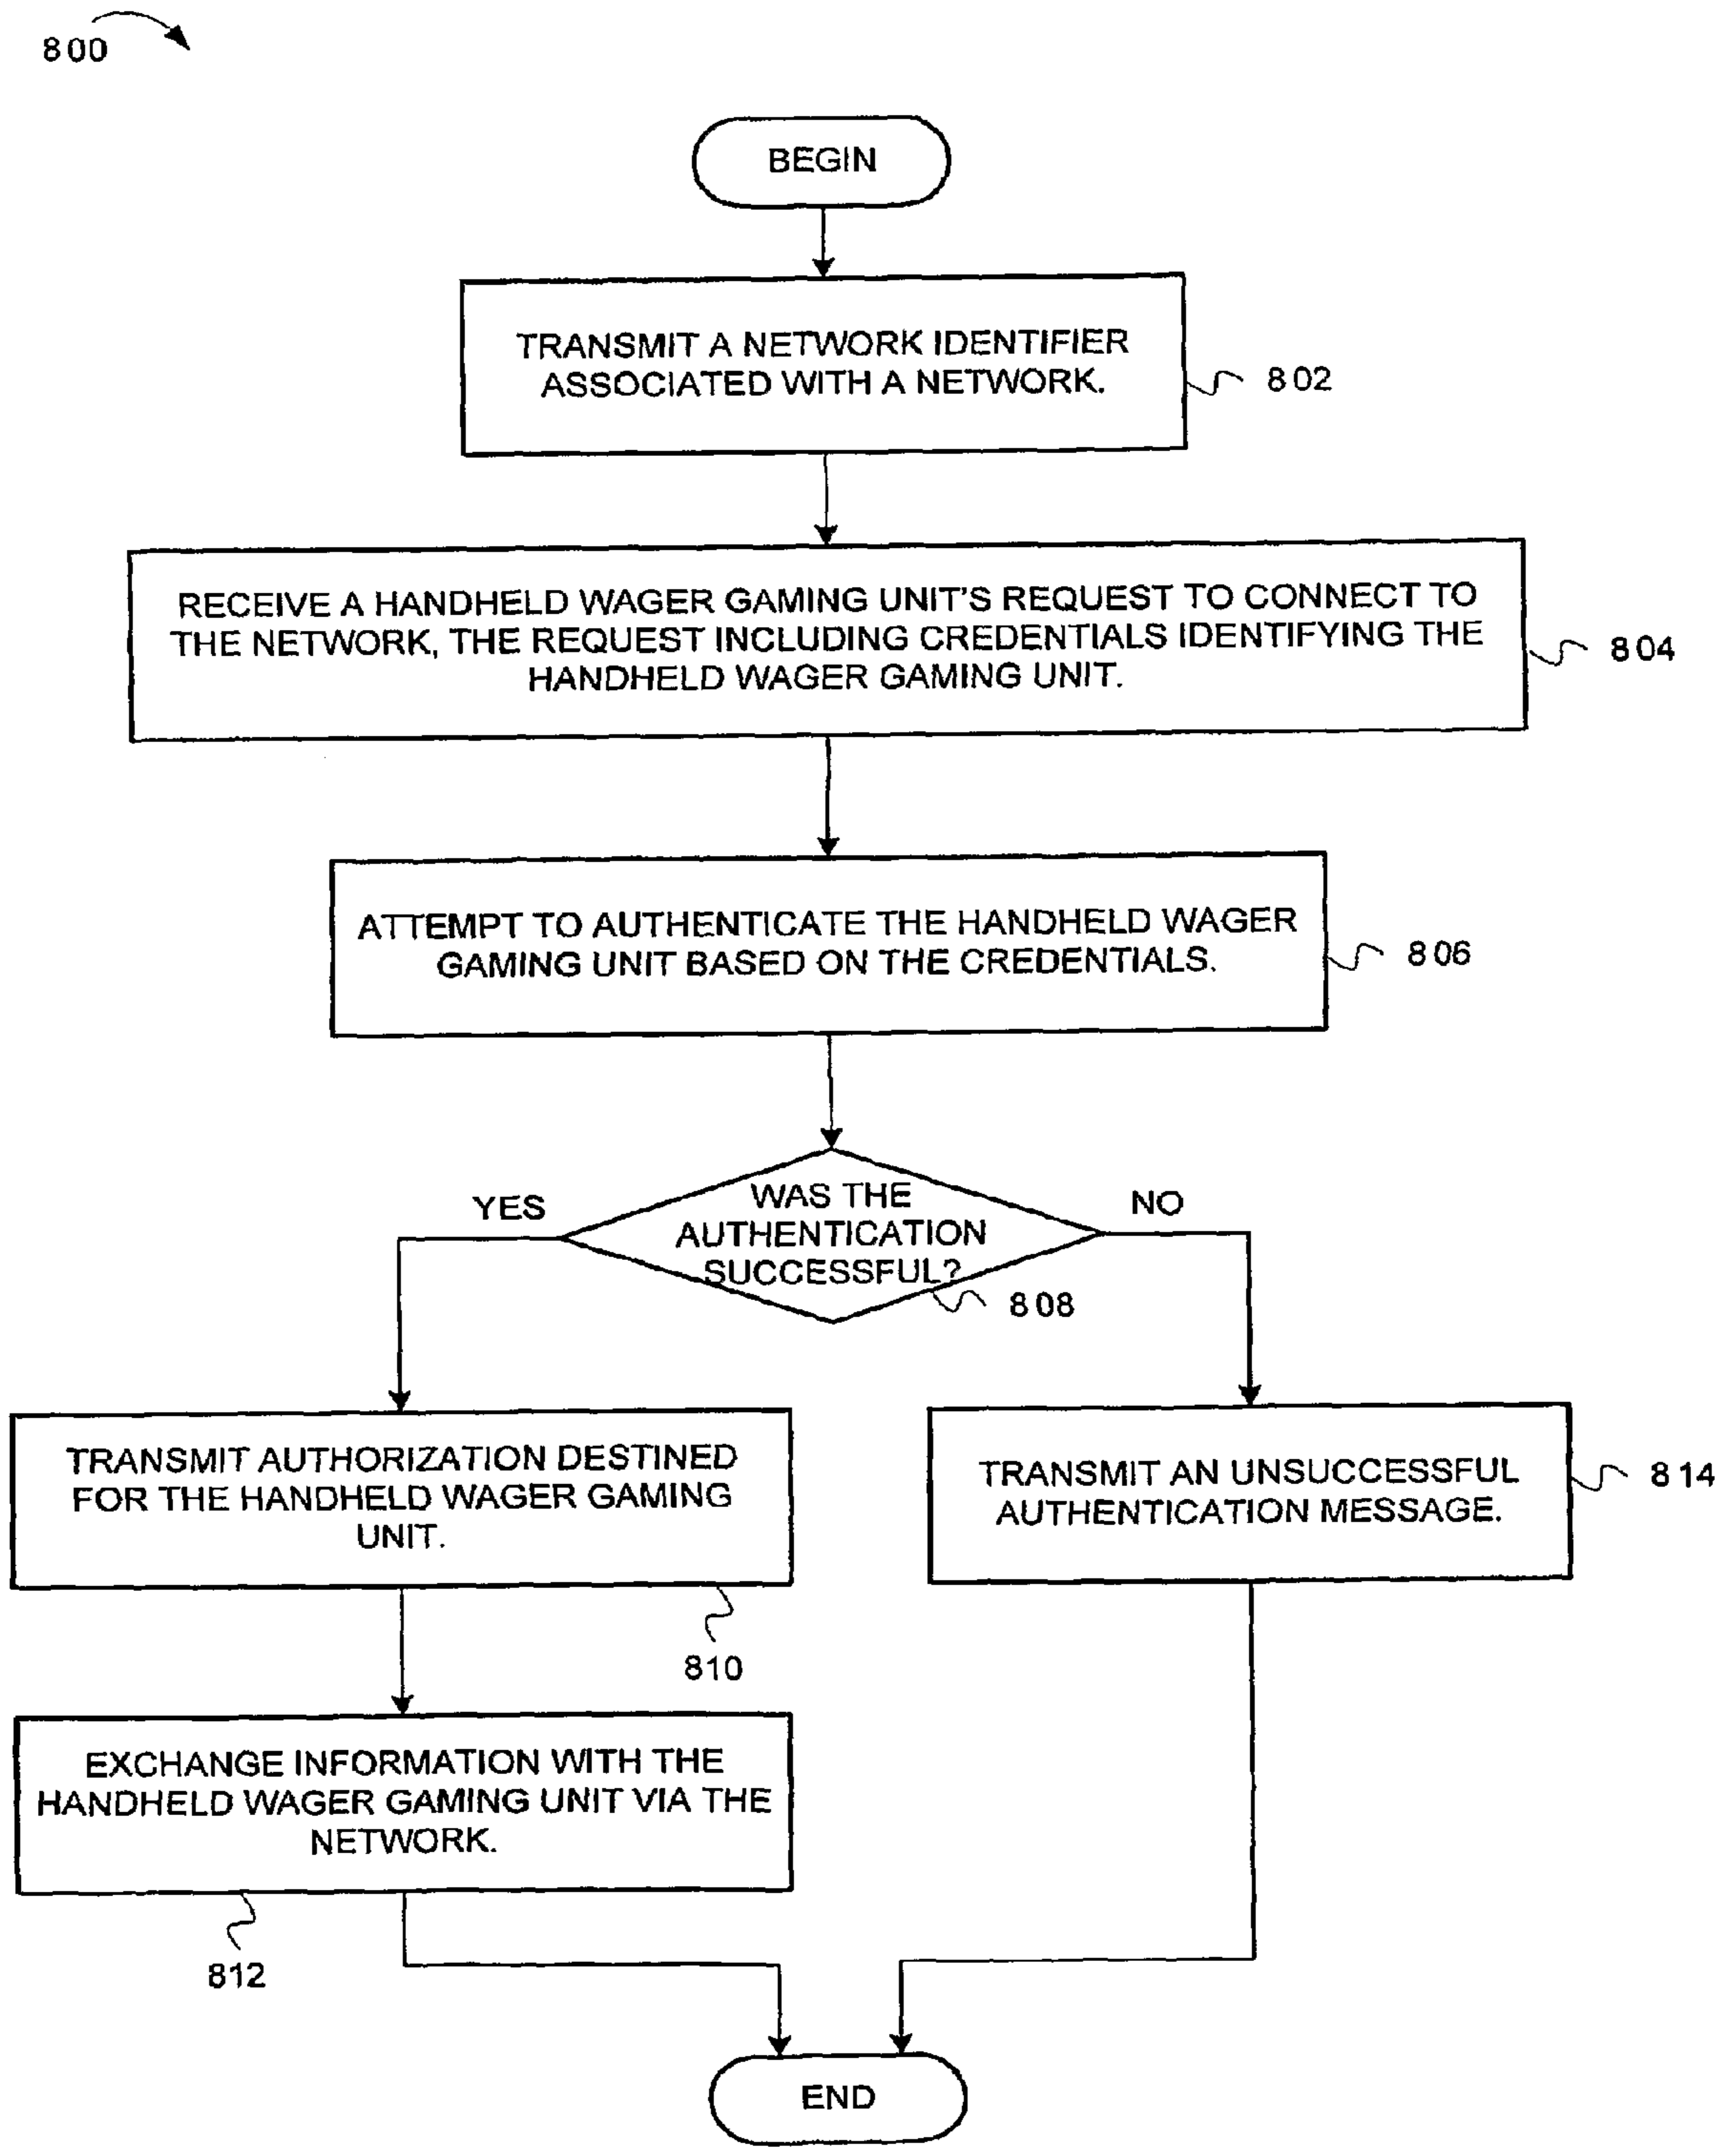 800
BEGIN
TRANSMIT A NETWORK IDENTIFIER
ASSOCIATED WITH A NETWORK.
802
RECEIVE A HANDHELD WAGER GAMING UNIT'S REQUEST TO CONNECT TO
THE NETWORK, THE REQUEST INCLUDING CREDENTIALS IDENTIFYING THE
HANDHELD WAGER GAMING UNIT.
804
ATTEMPT TO AUTHENTICATE THE HANDHELD WAGER
GAMING UNIT BASED ON THE CREDENTIALS.
806
YES
WAS THE
AUTHENTICATION
SUCCESSFUL?
NO
808
TRANSMIT AUTHORIZATION DESTINED
FOR THE HANDHELD WAGER GAMING
UNIT.
810
TRANSMIT AN UNSUCCESSFUL
AUTHENTICATION MESSAGE.
814
EXCHANGE INFORMATION WITH THE
HANDHELD WAGER GAMING UNIT VIA THE
NETWORK.
812
END